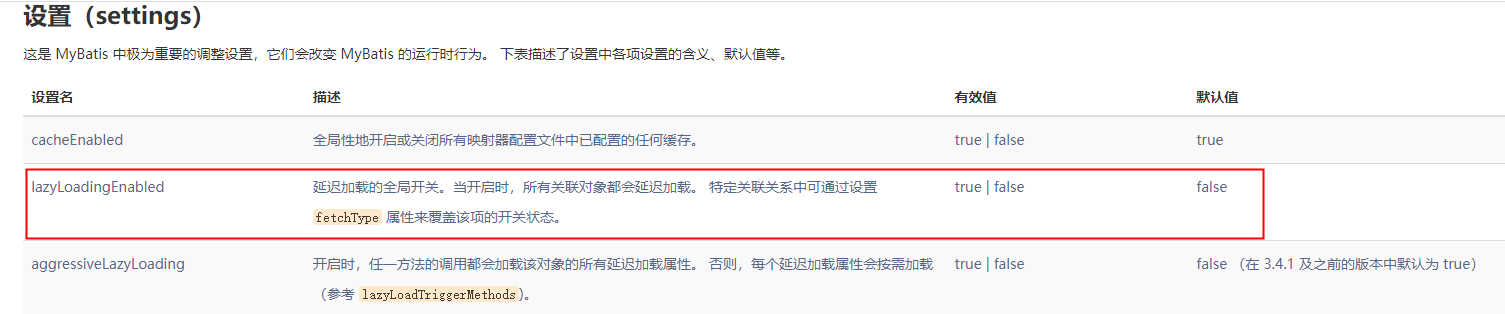 设置（settings）
这是 MyBatis 中极为重要的调整设置，它们会改变 MyBatis 的运行时行为。 下表描述了设置中各项设置的含义、默认值等。
设置名 描述 有效值 默认值
cacheEnabled 全局性地开启或关闭所有映射器配置文件中已配置的任何缓存。 true | false true
lazyLoadingEnabled 延迟加载的全局开关。当开启时，所有关联对象都会延迟加载。 特定关联关系中可通过设置 true | false false
fetchType 属性来覆盖该项的开关状态。
aggressiveLazyLoading 开启时，任一方法的调用都会加载该对象的所有延迟加载属性。 否则，每个延迟加载属性会按需加载 true | false false （在 3.4.1 及之前的版本中默认为 true）
（参考 lazyLoadTriggerMethods)。